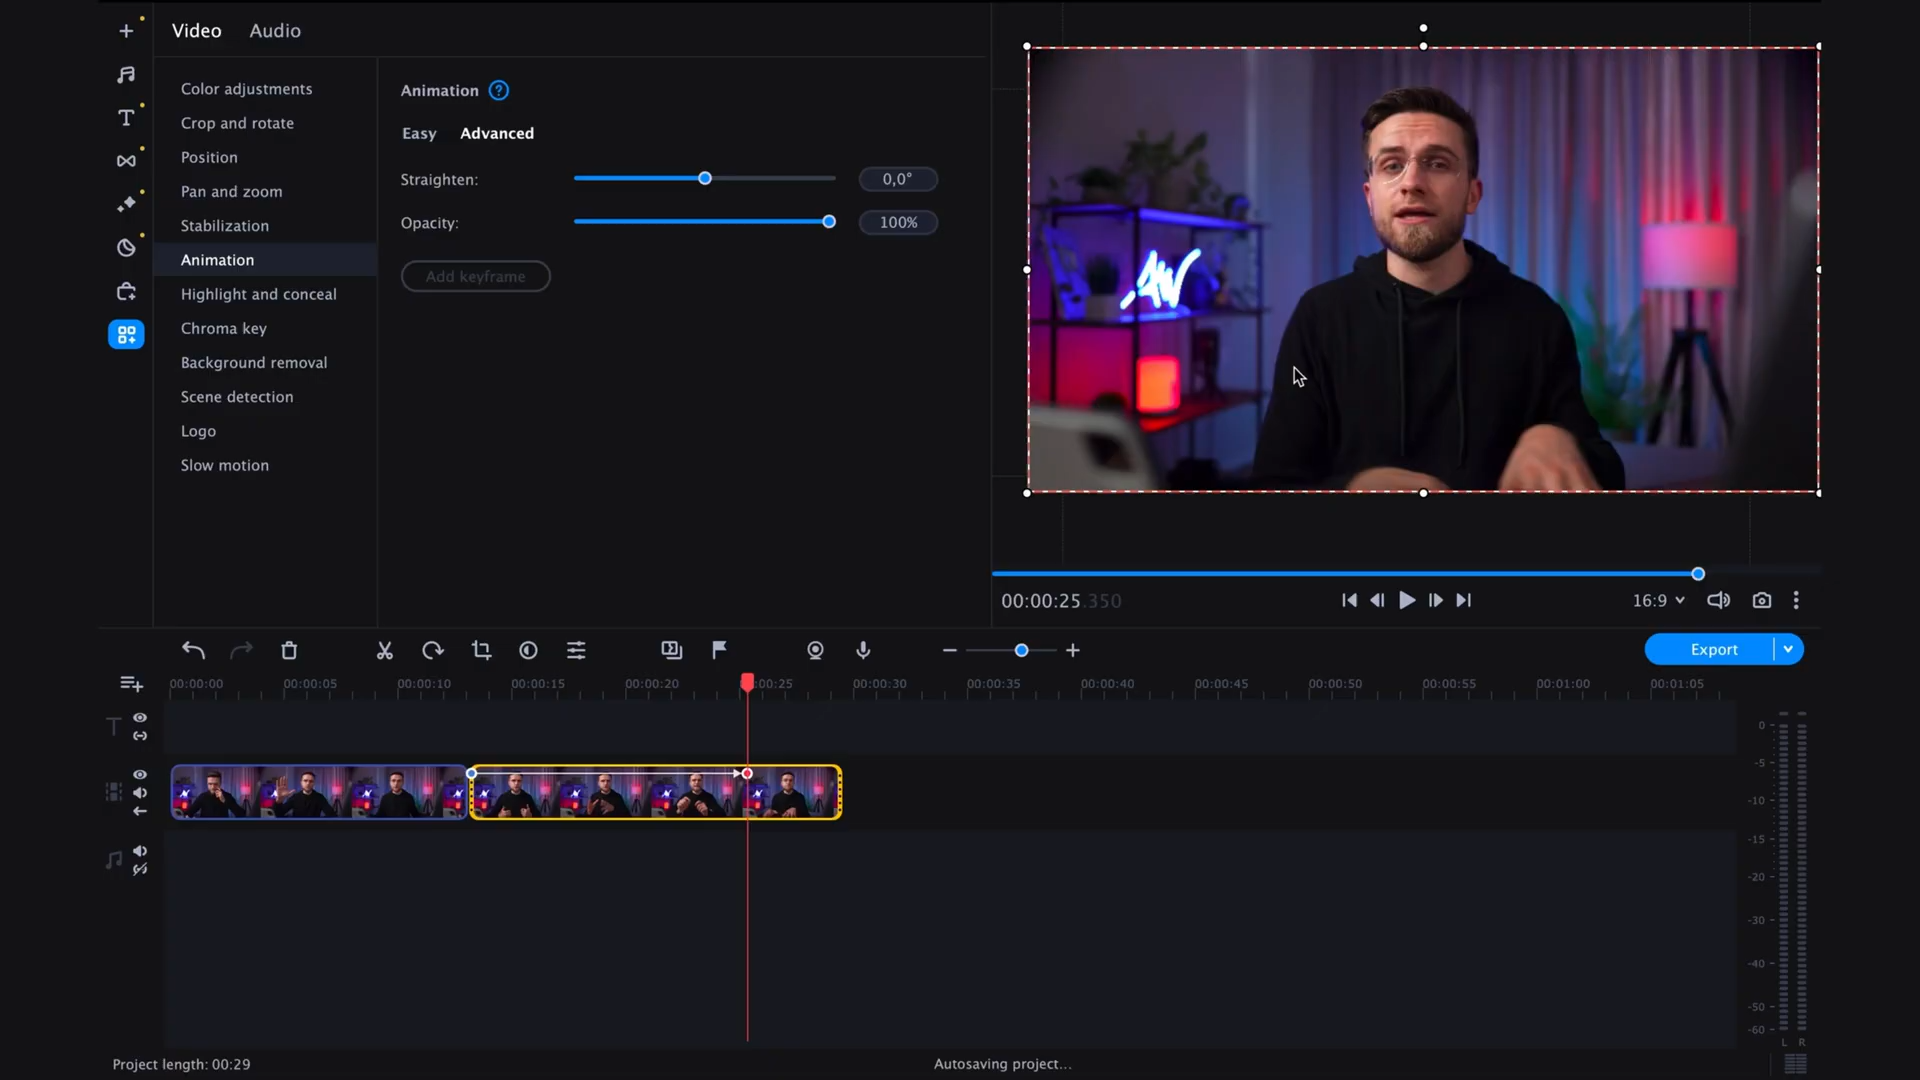 Video Audio
Color adjustments
Crop and rotate
Position
Pan and zoom
Stabilization
Animation
Highlight and conceal
Chroma key
Background removal
Scene detection
Logo
Slow motion
Animation ?
Easy Advanced
Straighten: 0,0°
Opacity: 100%
Add keyframe
AW
00:00:25.350
16:9
Export
00:00:00 00:00:05 00:00:10 00:00:15 00:00:20 00:25 00:00:30 00:00:35 00:00:40 00:00:45 00:00:50 00:00:55 00:01:00 00:01:05
0
-5
-10
-15
-20
-30
-40
-50
-60
L R
Project length: 00:29
Autosaving project...